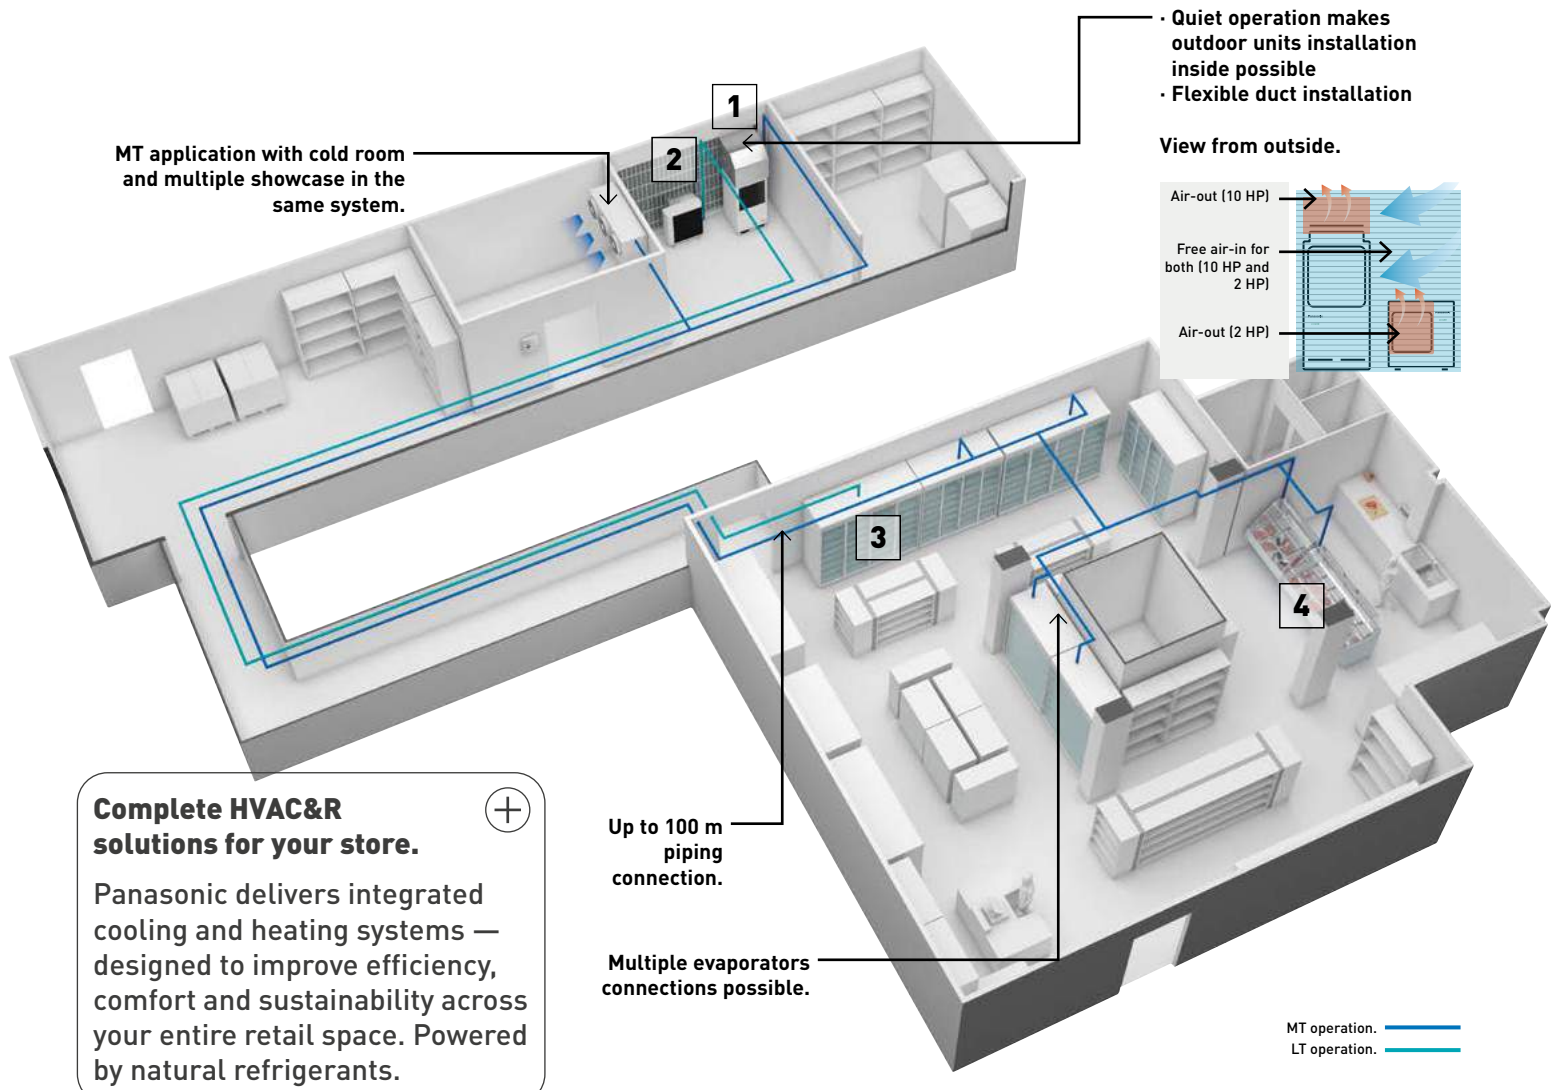 · Quiet operation makes
outdoor units installation
inside possible
· Flexible duct installation
View from outside.
Air-out (10 HP)
Free air-in for
both (10 HP and
2 HP)
Air-out (2 HP)
1
2
MT application with cold room
and multiple showcase in the
same system.
3
4
Complete HVAC&R
solutions for your store.
Panasonic delivers integrated
cooling and heating systems —
designed to improve efficiency,
comfort and sustainability across
your entire retail space. Powered
by natural refrigerants.
Up to 100 m
piping
connection.
Multiple evaporators
connections possible.
MT operation.
LT operation.